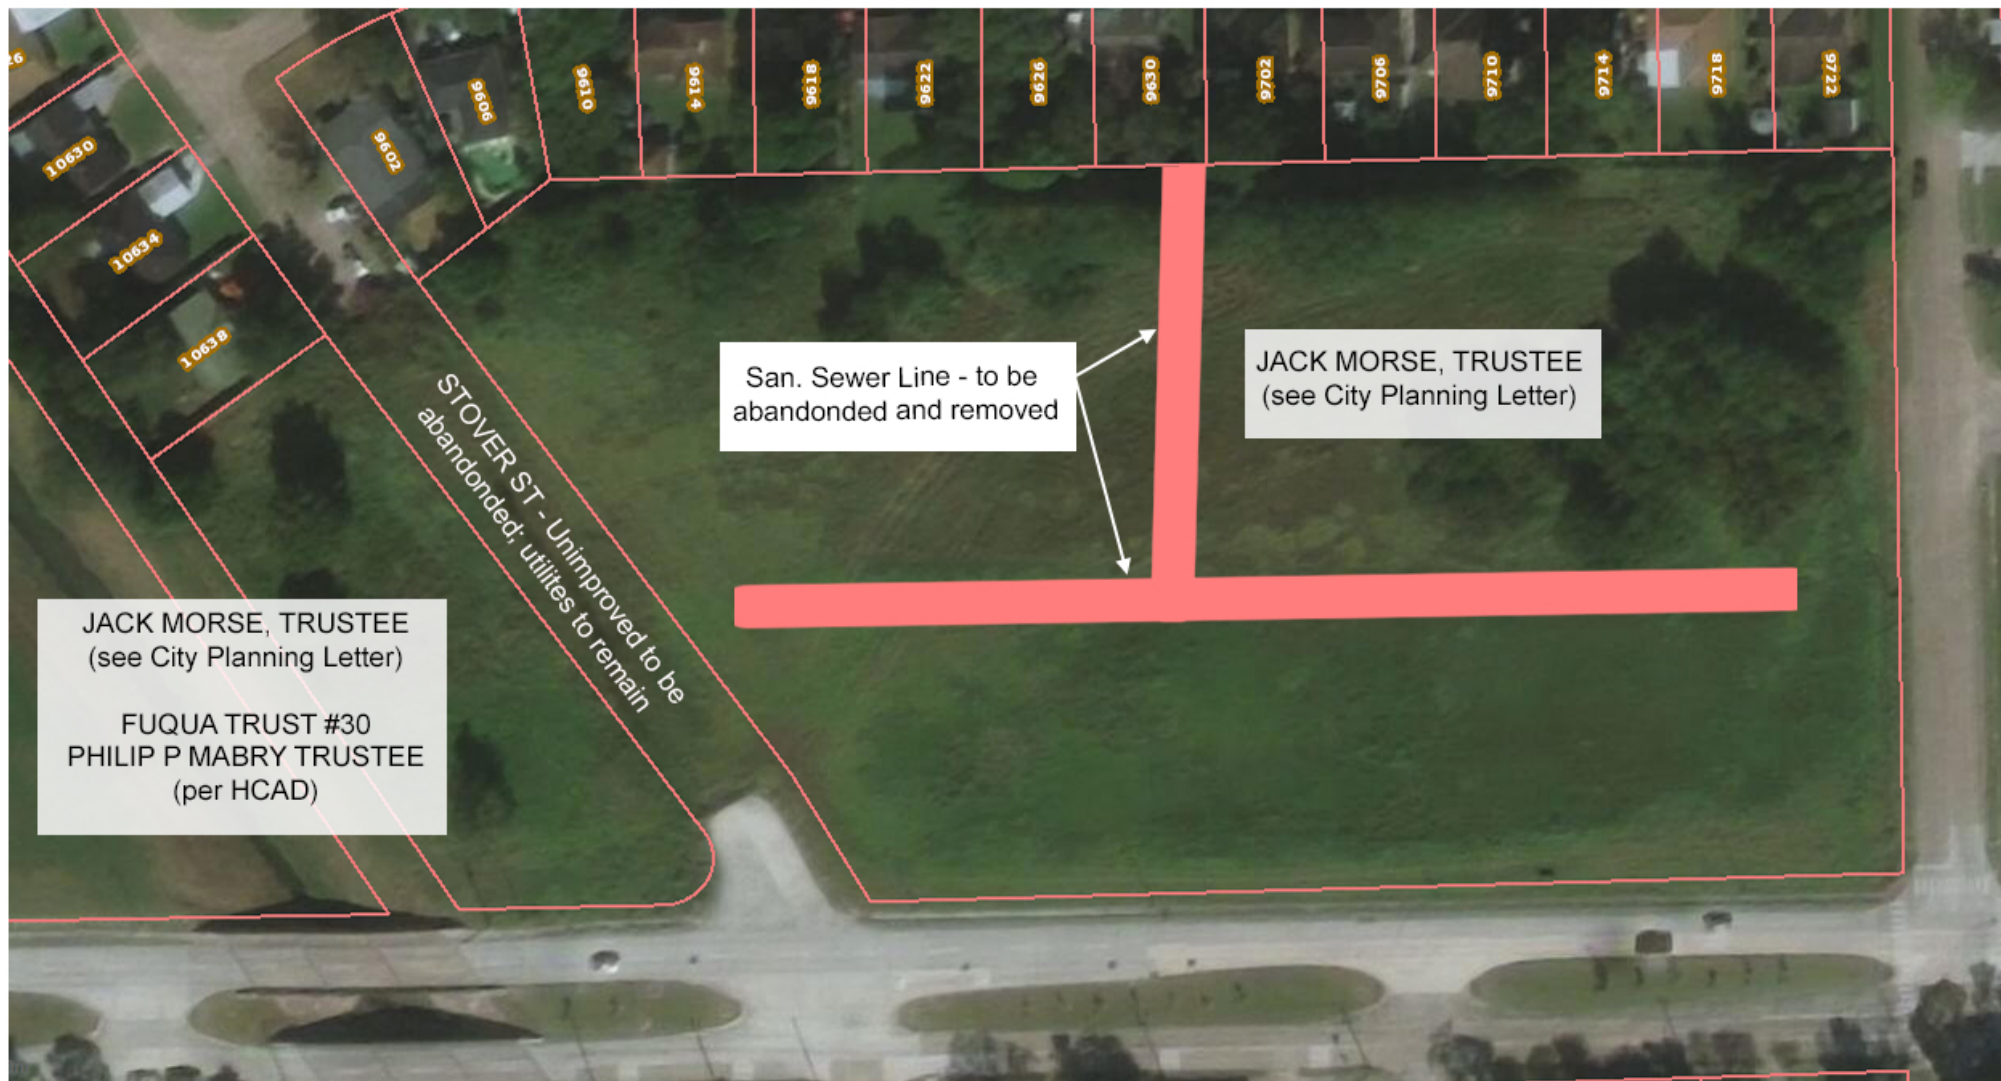 26
9606
9610
9614
9618
9622
9626
9630
9702
9706
9710
9714
9718
9722
10630
9602
10634
10638
San. Sewer Line - to be
abandonded and removed
JACK MORSE, TRUSTEE
(see City Planning Letter)
STOVER ST - Unimproved to be
abandonded; utilites to remain
JACK MORSE, TRUSTEE
(see City Planning Letter)
FUQUA TRUST #30
PHILIP P MABRY TRUSTEE
(per HCAD)